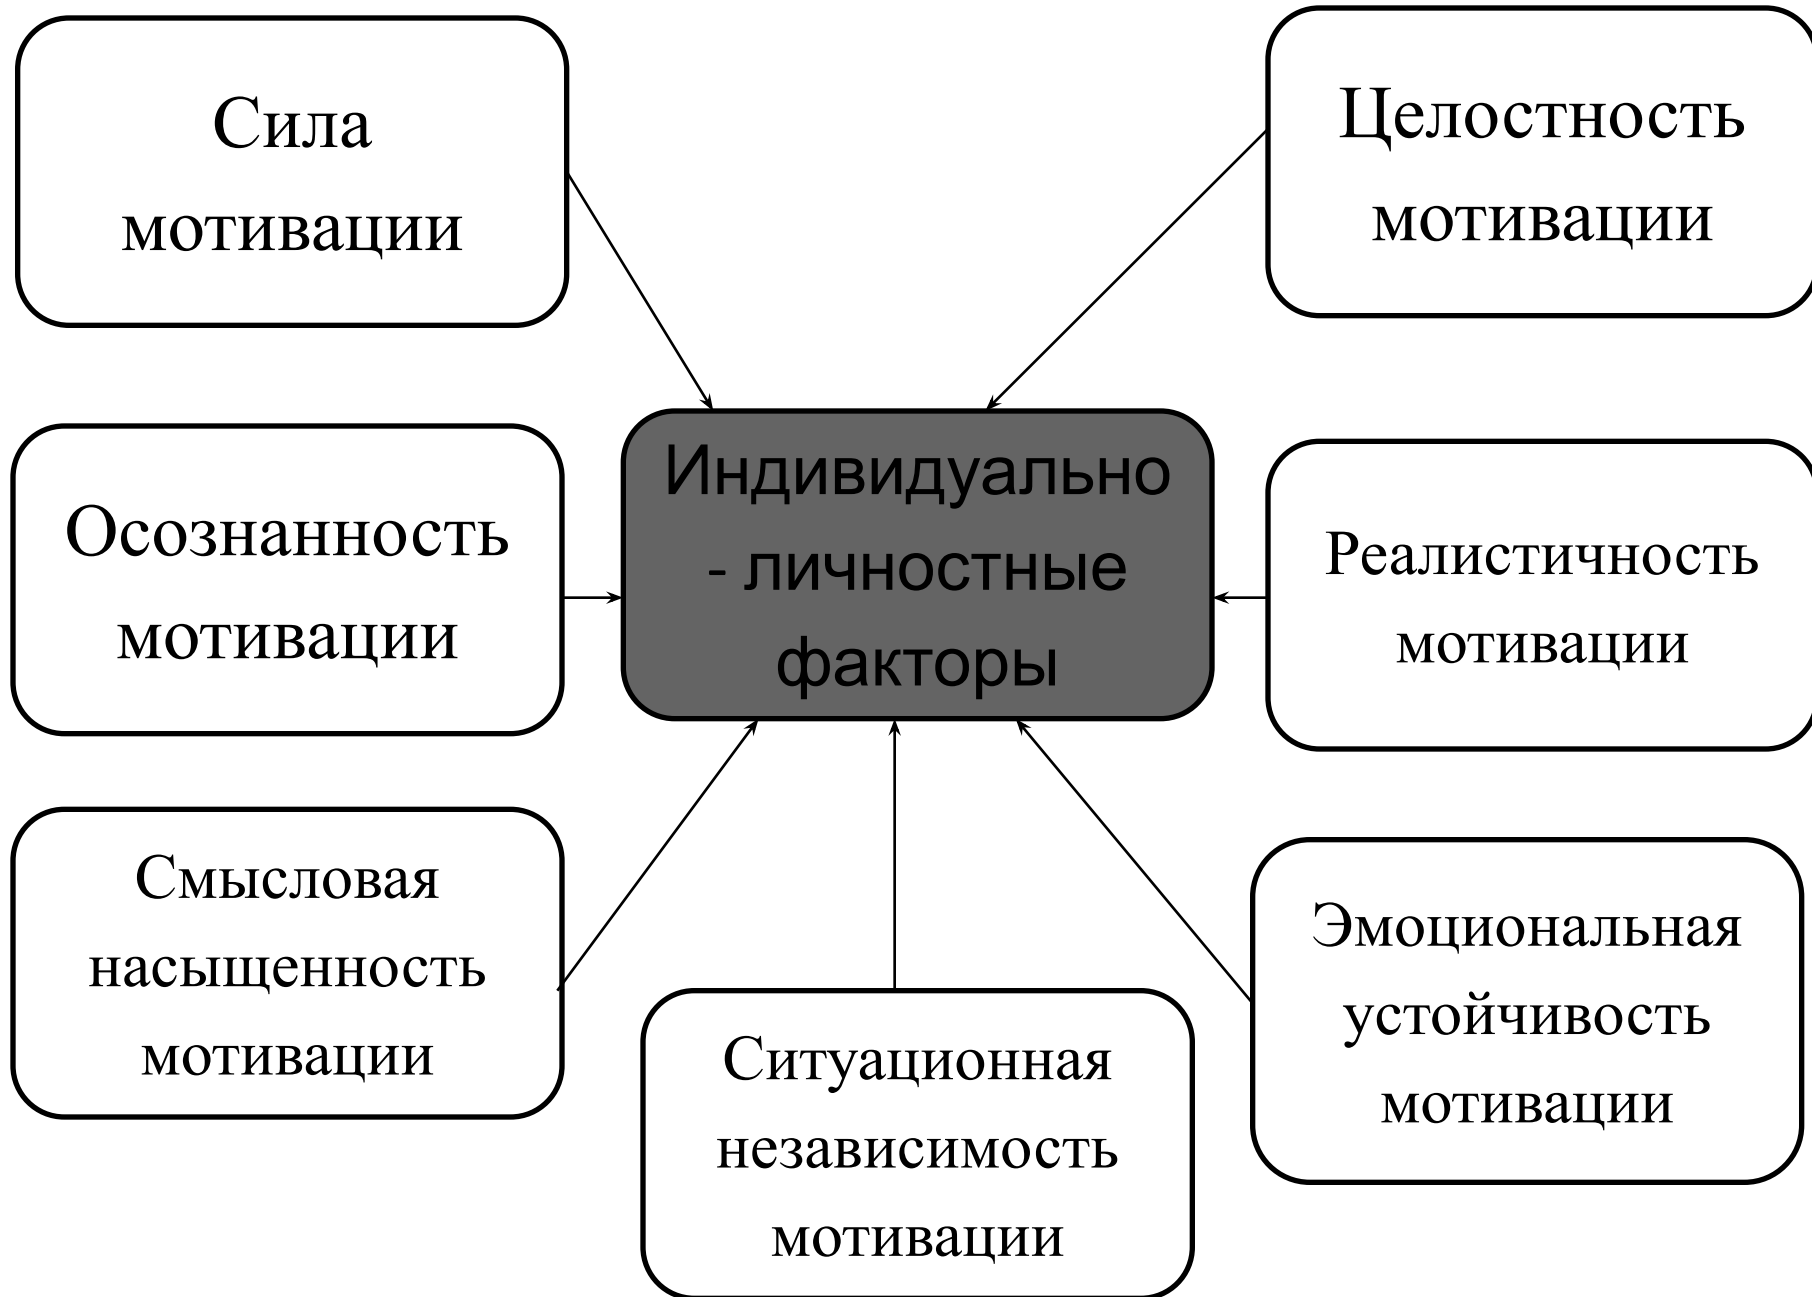 Сила
мотивации
Целостность
мотивации
Индивидуально
- личностные
факторы
Осознанность
мотивации
Реалистичность
мотивации
Смысловая
насыщенность
мотивации
Ситуационная
независимость
мотивации
Эмоциональная
устойчивость
мотивации